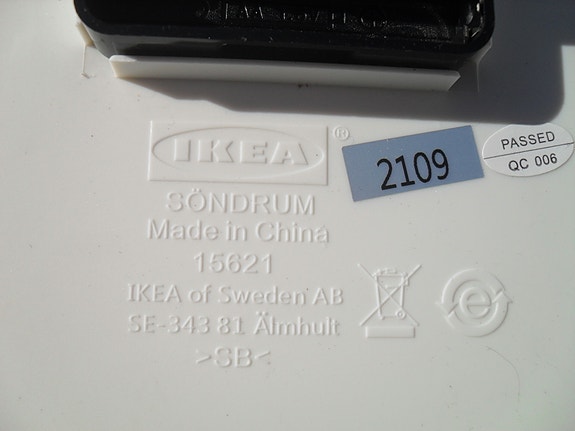 IKEA®
2109
PASSED
QC 006
SÖNDRUM
Made in China
15621
IKEA of Sweden AB
SE-343 81 Älmhult
>SB<
e